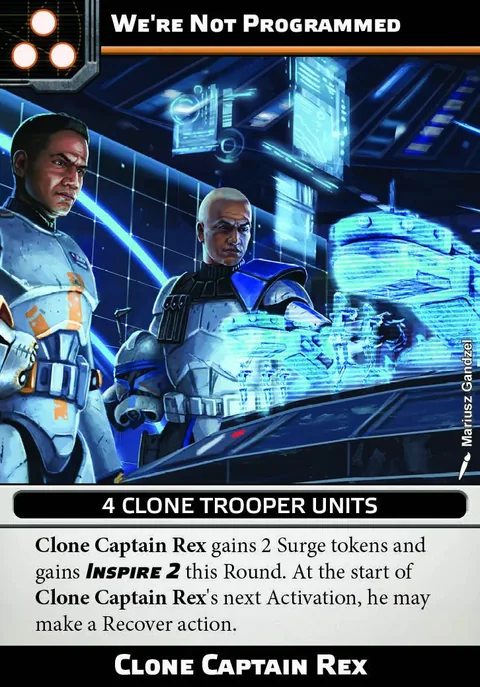 We're Not Programmed
Mariusz Gandzel
4 CLONE TROOPER UNITS
Clone Captain Rex gains 2 Surge tokens and
gains Inspire 2 this Round. At the start of
Clone Captain Rex's next Activation, he may
make a Recover action.
Clone Captain Rex